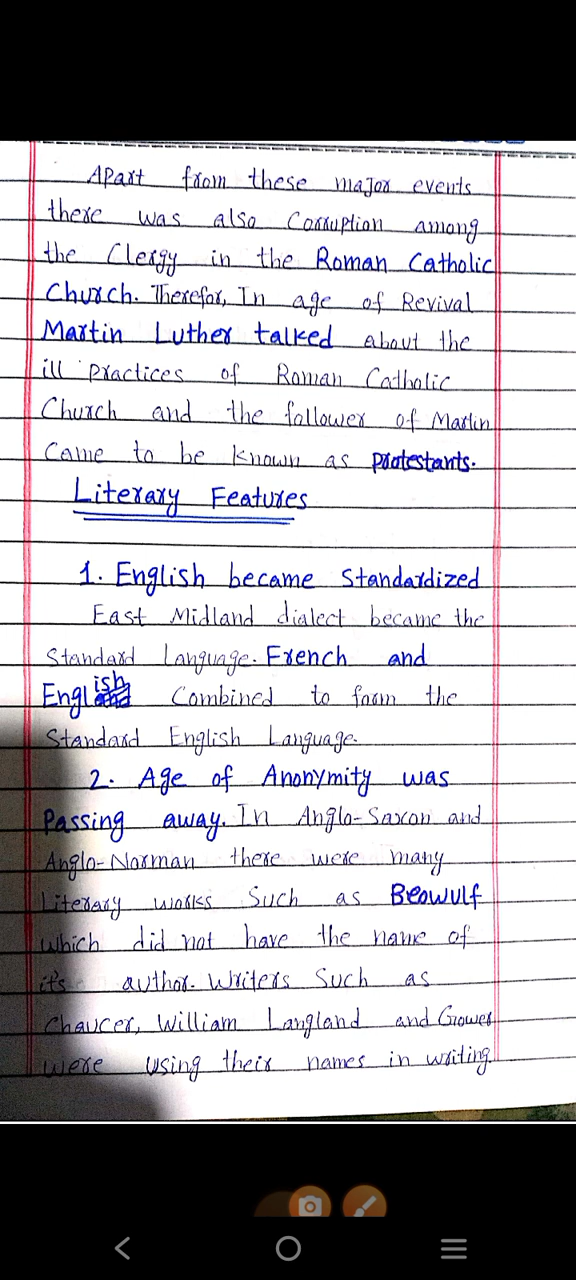 Apart from these major events
there was also Corruption among
the Clergy in the Roman Catholic
Church. Therefor, In age of Revival
Martin Luther talked about the
ill Practices of Roman Catholic
Church and the follower of Martin
Came to be known as protestants.
Literary Features
1. English became Standardized
East Midland dialect became the
Standard Language. French and
English Combined to form the
Standard English Language.
2. Age of Anonymity was
Passing away. In Anglo-Saxon and
Anglo-Norman there were many
Literary works Such as Beowulf
which did not have the name of
it's author. Writers Such as
Chaucer, William Langland and Gower
were using their names in writing.